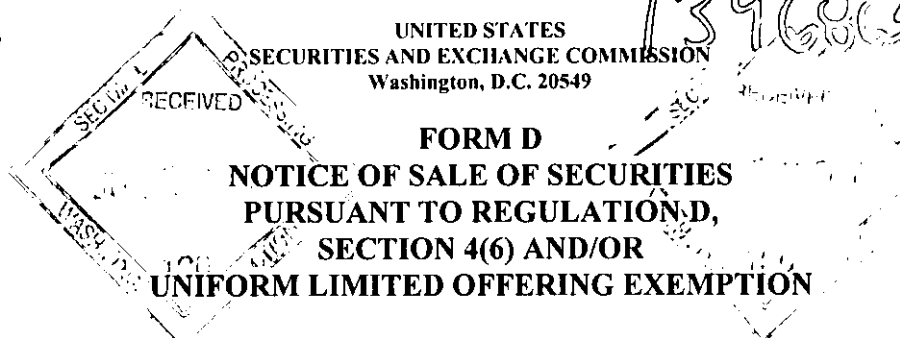 UNITED STATES
SECURITIES AND EXCHANGE COMMISSION
Washington, D.C. 20549
RECEIVED
FORM D
NOTICE OF SALE OF SECURITIES
PURSUANT TO REGULATION D,
SECTION 4(6) AND/OR
UNIFORM LIMITED OFFERING EXEMPTION